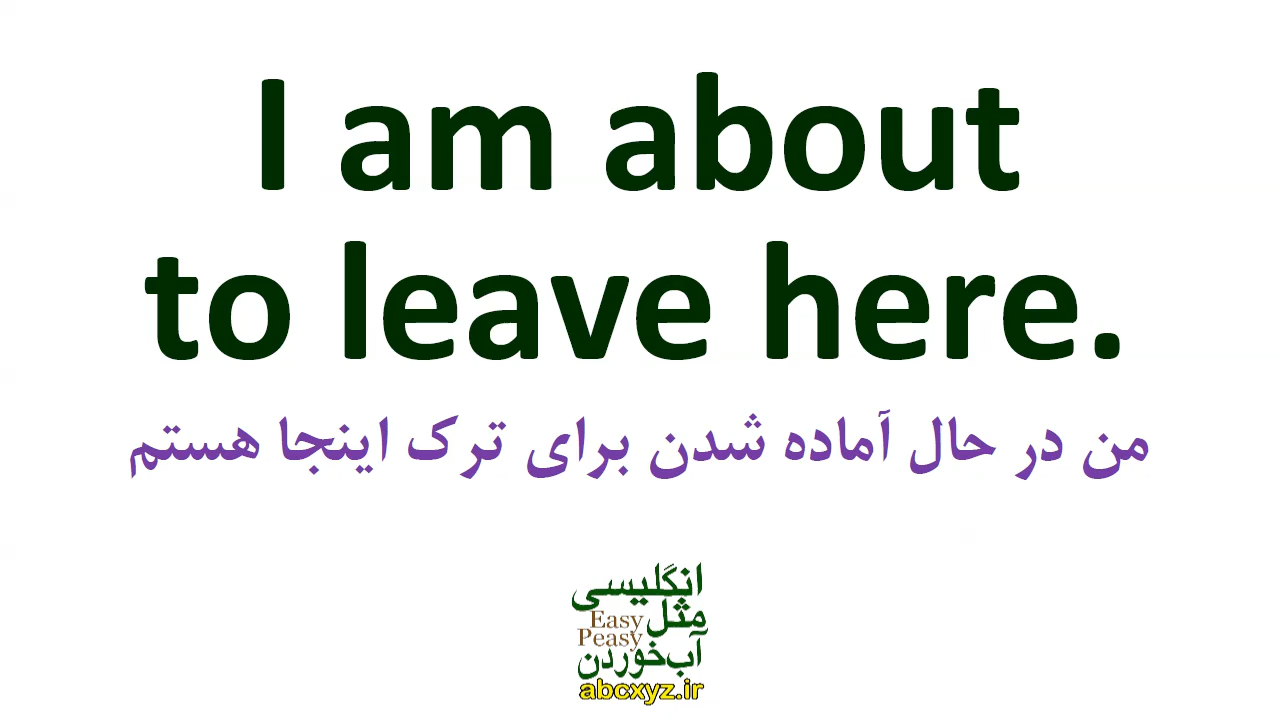 I am about
to leave here.
من در حال آماده شدن برای ترک اینجا هستم
انگلیسی
مثل
Easy
Peasy
آب‌خوردن
abcxyz.ir